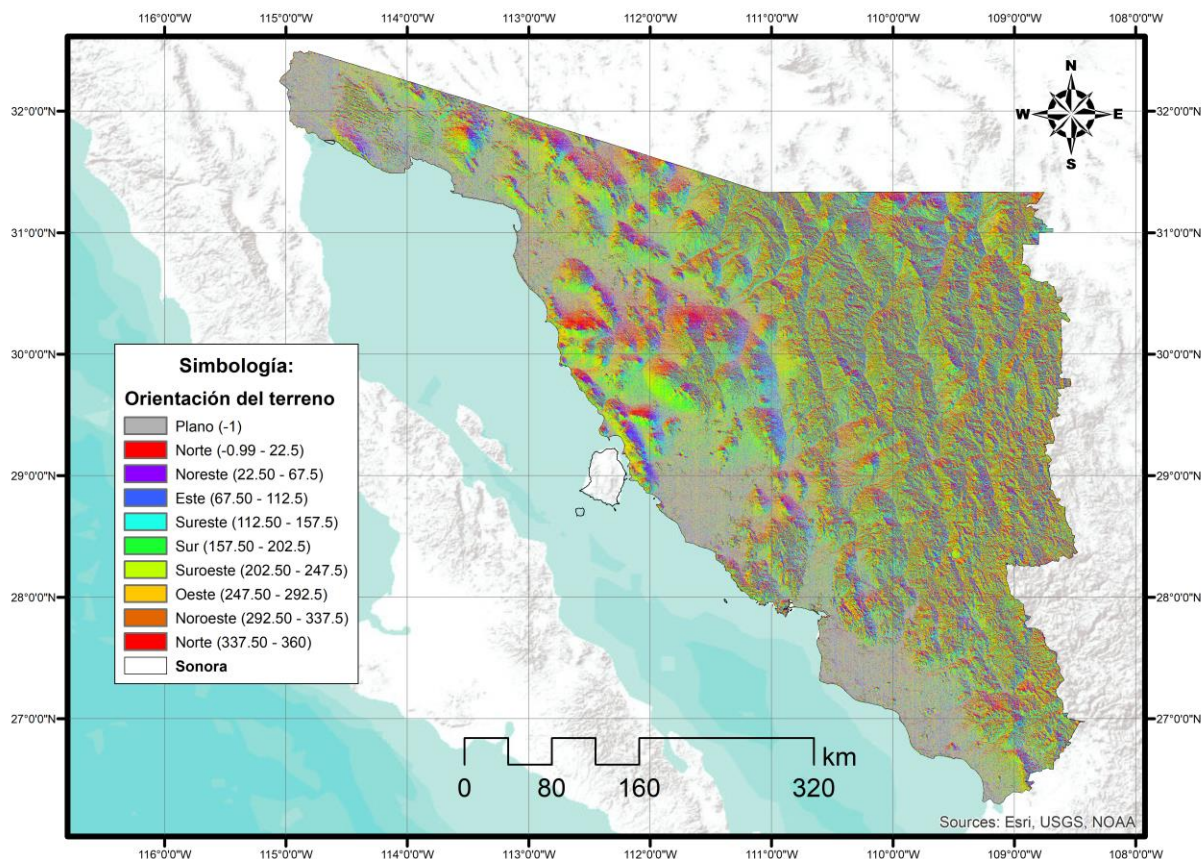 116°0'0"W 115°0'0"W 114°0'0"W 113°0'0"W 112°0'0"W 111°0'0"W 110°0'0"W 109°0'0"W 108°0'0"W
N
W E
S
32°0'0"N 32°0'0"N
31°0'0"N 31°0'0"N
30°0'0"N 30°0'0"N
29°0'0"N 29°0'0"N
28°0'0"N 28°0'0"N
27°0'0"N 27°0'0"N
Simbología:
Orientación del terreno
Plano (-1)
Norte (-0.99 - 22.5)
Noreste (22.50 - 67.5)
Este (67.50 - 112.5)
Sureste (112.50 - 157.5)
Sur (157.50 - 202.5)
Suroeste (202.50 - 247.5)
Oeste (247.50 - 292.5)
Noroeste (292.50 - 337.5)
Norte (337.50 - 360)
Sonora
km
0 80 160 320
Sources: Esri, USGS, NOAA
116°0'0"W 115°0'0"W 114°0'0"W 113°0'0"W 112°0'0"W 111°0'0"W 110°0'0"W 109°0'0"W 108°0'0"W